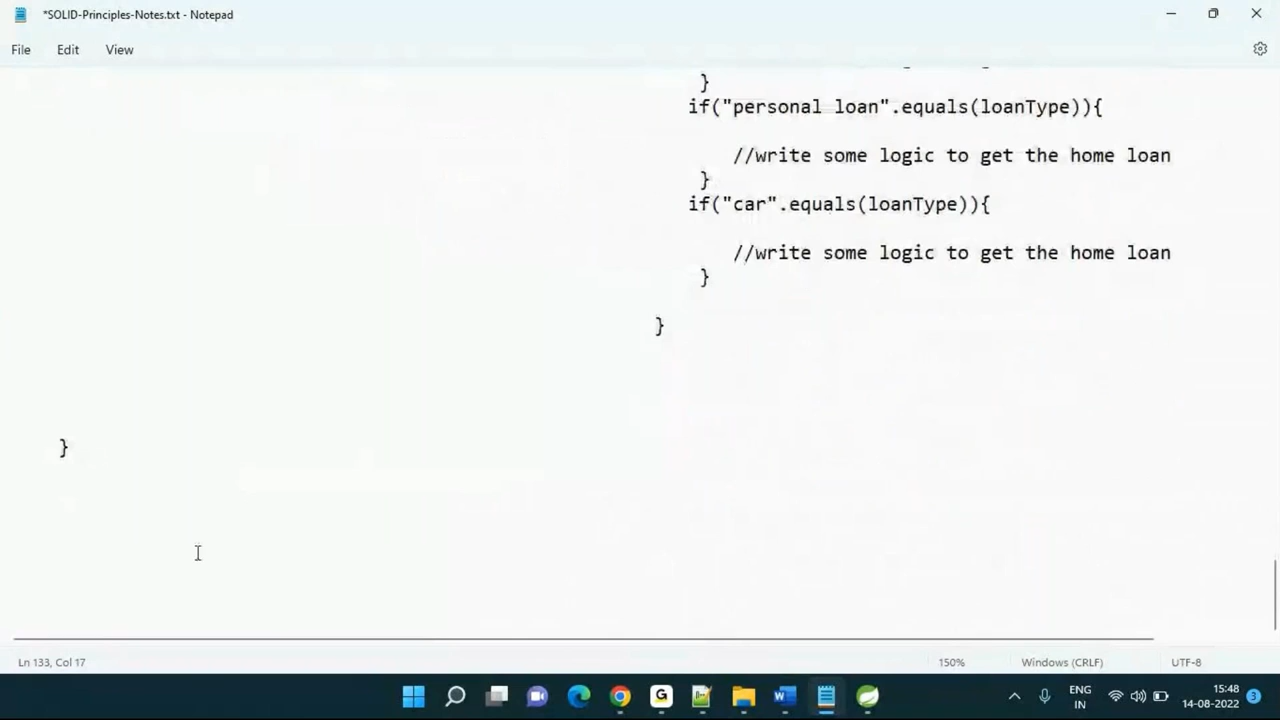 *SOLID-Principles-Notes.txt - Notepad
File Edit View
}
if("personal loan".equals(loanType)){
//write some logic to get the home loan
}
if("car".equals(loanType)){
//write some logic to get the home loan
}
}
}
Ln 133, Col 17 150% Windows (CRLF) UTF-8
ENG
IN
15:48
14-08-2022
3